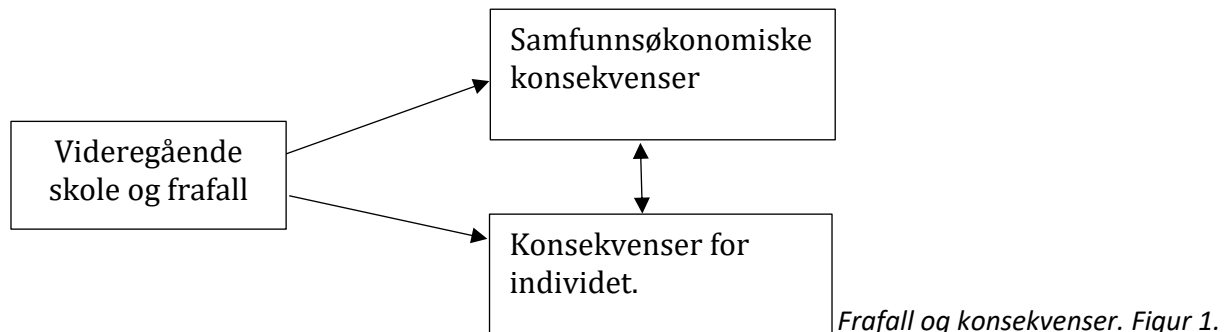 Samfunnsøkonomiske
konsekvenser
Videregående
skole og frafall
Konsekvenser for
individet.
Frafall og konsekvenser. Figur 1.